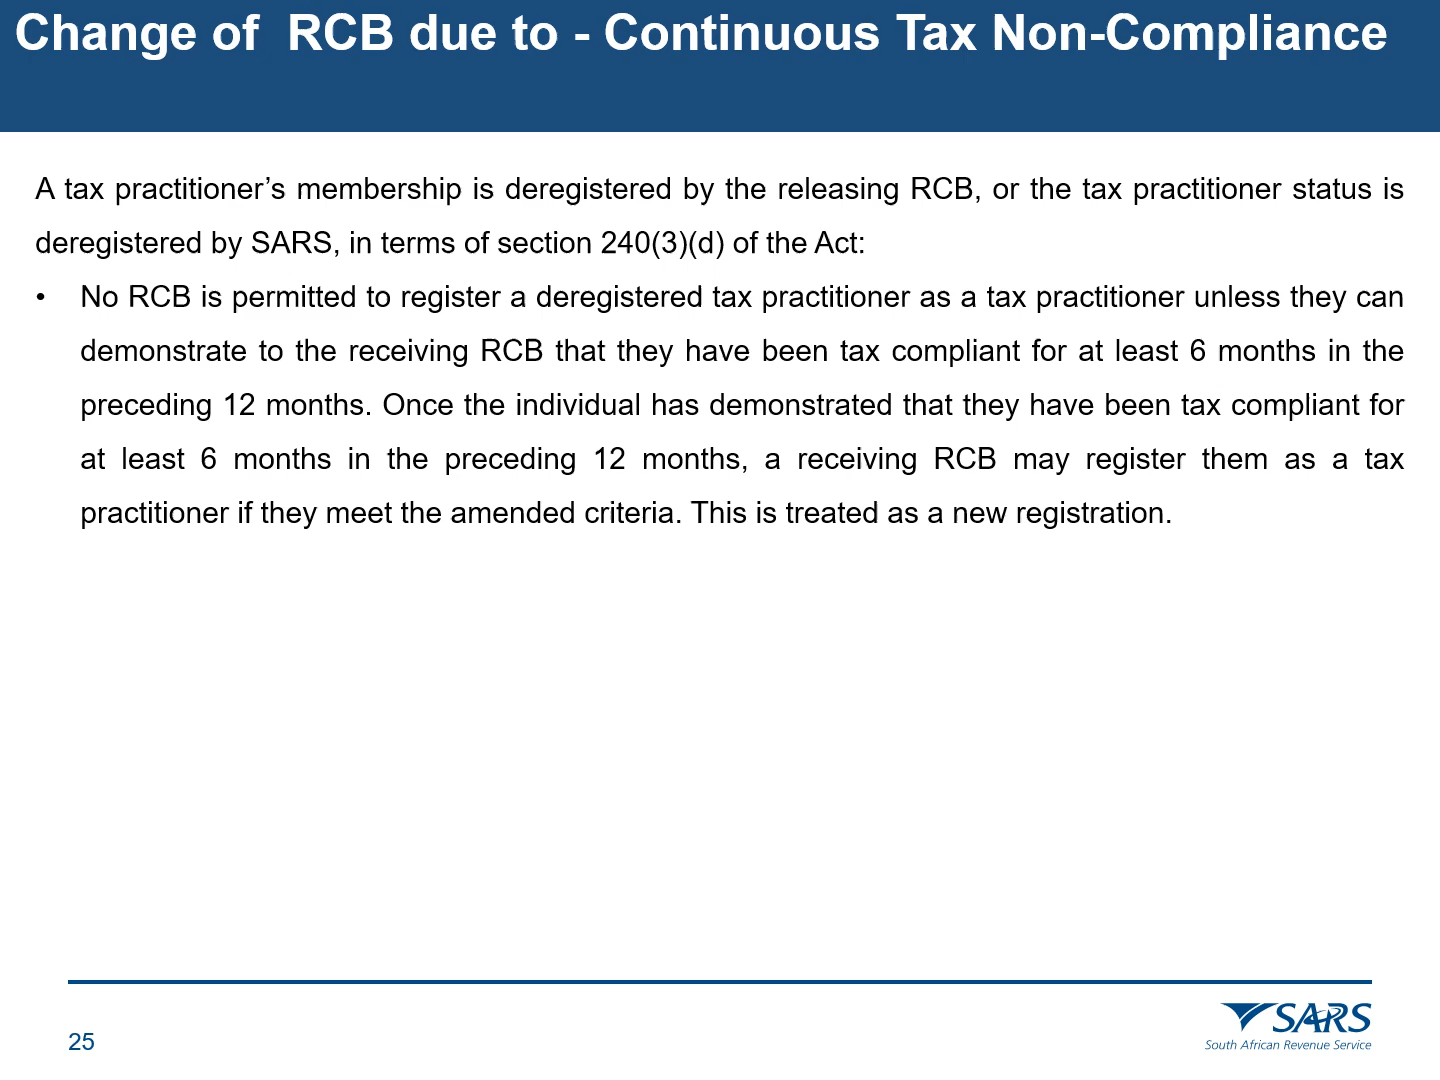 Change of  RCB due to - Continuous Tax Non-Compliance
A tax practitioner’s membership is deregistered by the releasing RCB, or the tax practitioner status is
deregistered by SARS, in terms of section 240(3)(d) of the Act:
• No RCB is permitted to register a deregistered tax practitioner as a tax practitioner unless they can
demonstrate to the receiving RCB that they have been tax compliant for at least 6 months in the
preceding 12 months. Once the individual has demonstrated that they have been tax compliant for
at least 6 months in the preceding 12 months, a receiving RCB may register them as a tax
practitioner if they meet the amended criteria. This is treated as a new registration.
SARS
South African Revenue Service
25